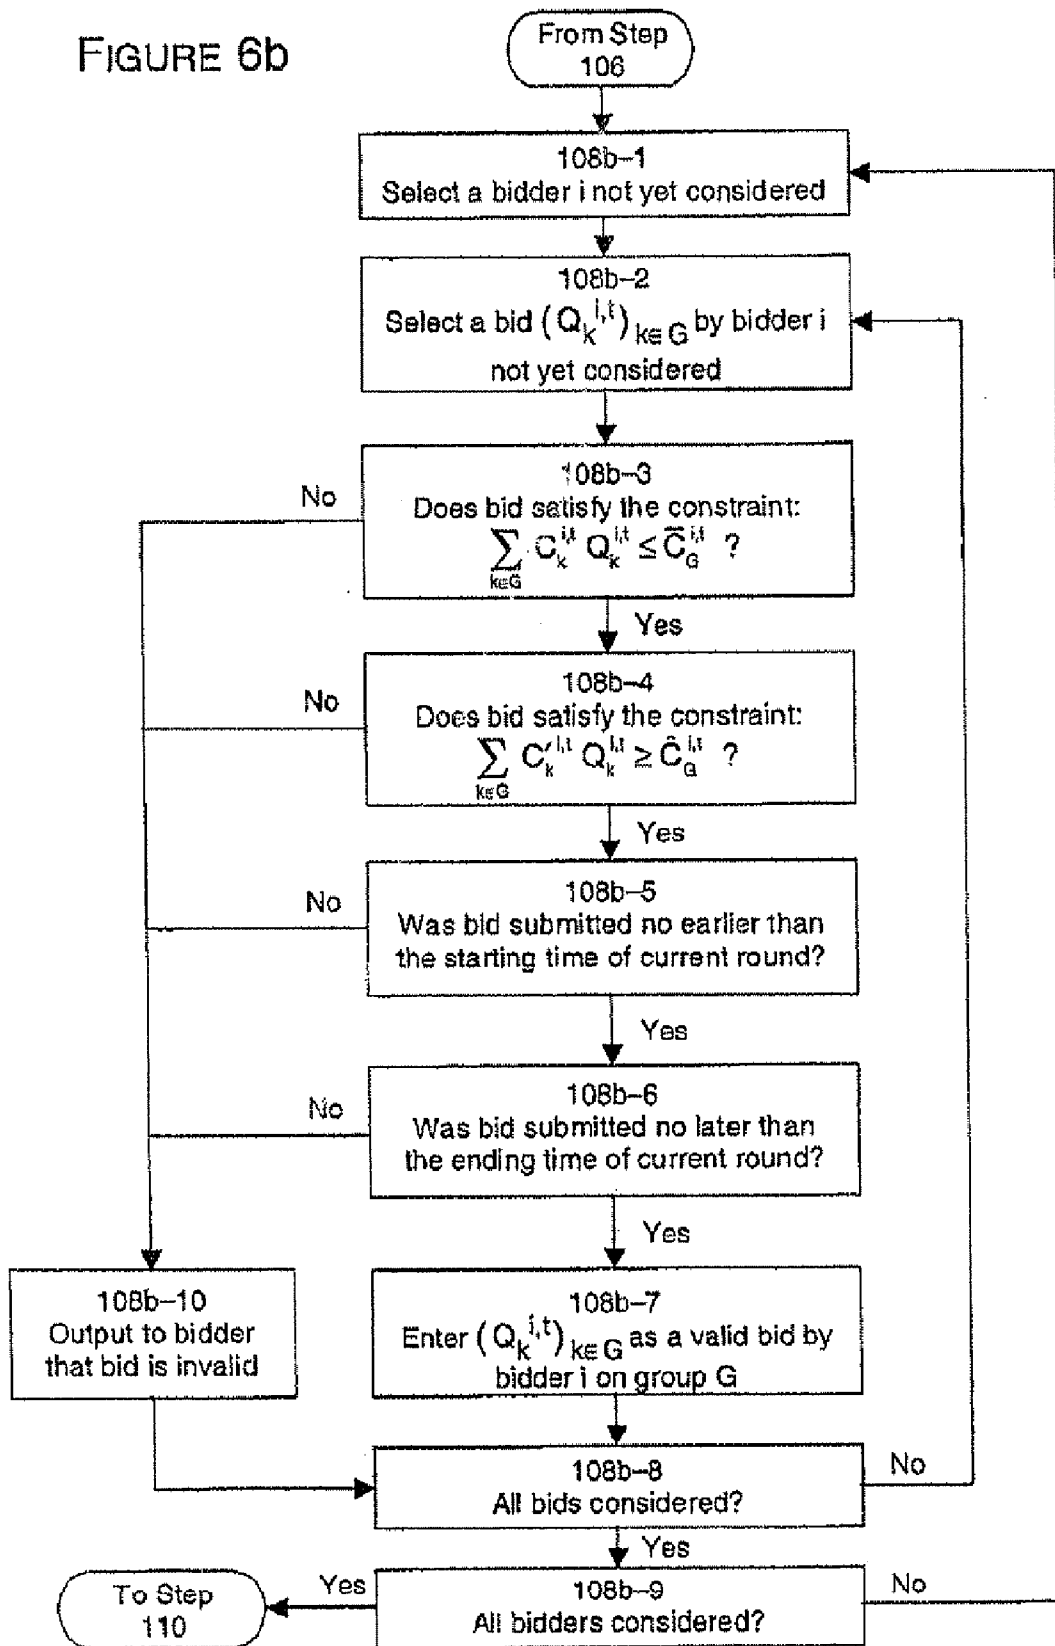 FIGURE 6b
From Step
106
108b-1
Select a bidder i not yet considered
108b-2
Select a bid (Q_k^{i,t})_{k∈G} by bidder i
not yet considered
108b-3
Does bid satisfy the constraint:
∑_{k∈G} C_k^{i,t} Q_k^{i,t} ≤ C̄_G^{i,t} ?
No
Yes
108b-4
Does bid satisfy the constraint:
∑_{k∈G} C'_k^{i,t} Q_k^{i,t} ≥ Ĉ_G^{i,t} ?
No
Yes
108b-5
Was bid submitted no earlier than
the starting time of current round?
No
Yes
108b-6
Was bid submitted no later than
the ending time of current round?
No
Yes
108b-10
Output to bidder
that bid is invalid
108b-7
Enter (Q_k^{i,t})_{k∈G} as a valid bid by
bidder i on group G
108b-8
All bids considered?
No
Yes
108b-9
All bidders considered?
No
Yes
To Step
110